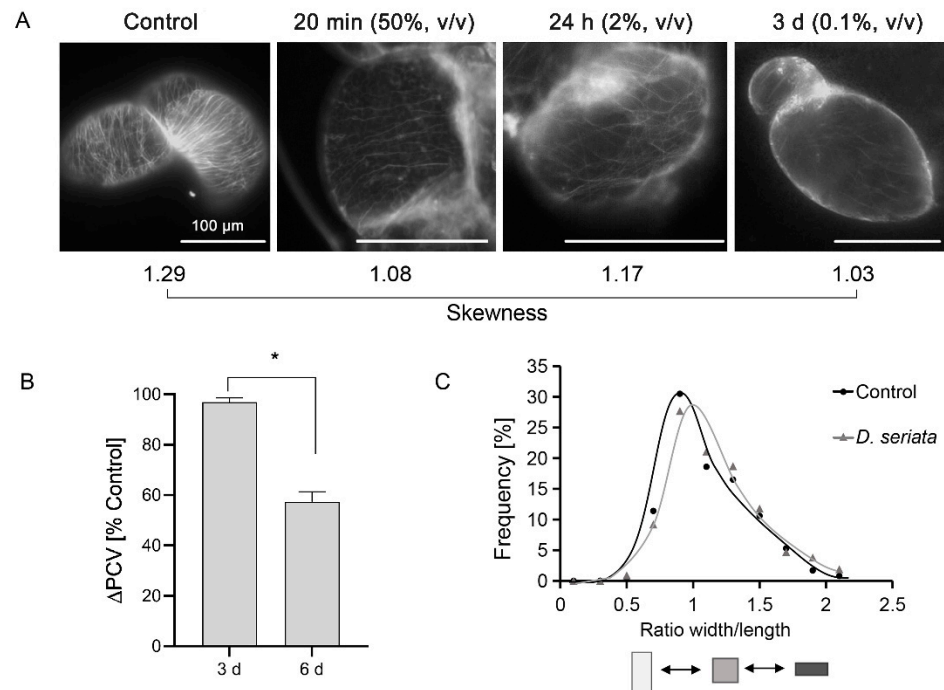 A
Control
20 min (50%, v/v)
24 h (2%, v/v)
3 d (0.1%, v/v)
100 µm
1.29
1.08
1.17
1.03
Skewness
B
*
ΔPCV [% Control]
100
80
60
40
20
0
3 d
6 d
C
Frequency [%]
35
30
25
20
15
10
5
0
0
0.5
1
1.5
2
2.5
Ratio width/length
Control
D. seriata